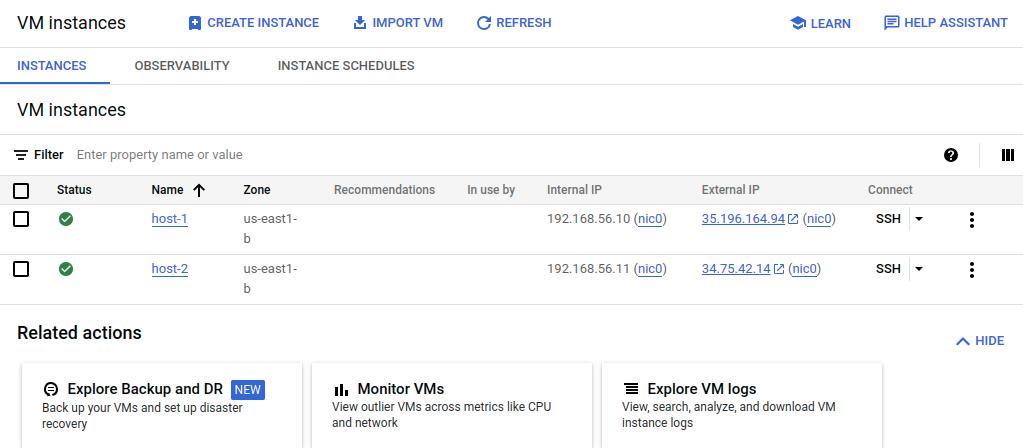 VM instances CREATE INSTANCE IMPORT VM REFRESH LEARN HELP ASSISTANT
INSTANCES OBSERVABILITY INSTANCE SCHEDULES
VM instances
Filter Enter property name or value
Status Name Zone Recommendations In use by Internal IP External IP Connect
host-1 us-east1- 192.168.56.10 (nic0) 35.196.164.94 (nic0) SSH
b
host-2 us-east1- 192.168.56.11 (nic0) 34.75.42.14 (nic0) SSH
b
Related actions
HIDE
Explore Backup and DR NEW
Back up your VMs and set up disaster
recovery
Monitor VMs
View outlier VMs across metrics like CPU
and network
Explore VM logs
View, search, analyze, and download VM
instance logs